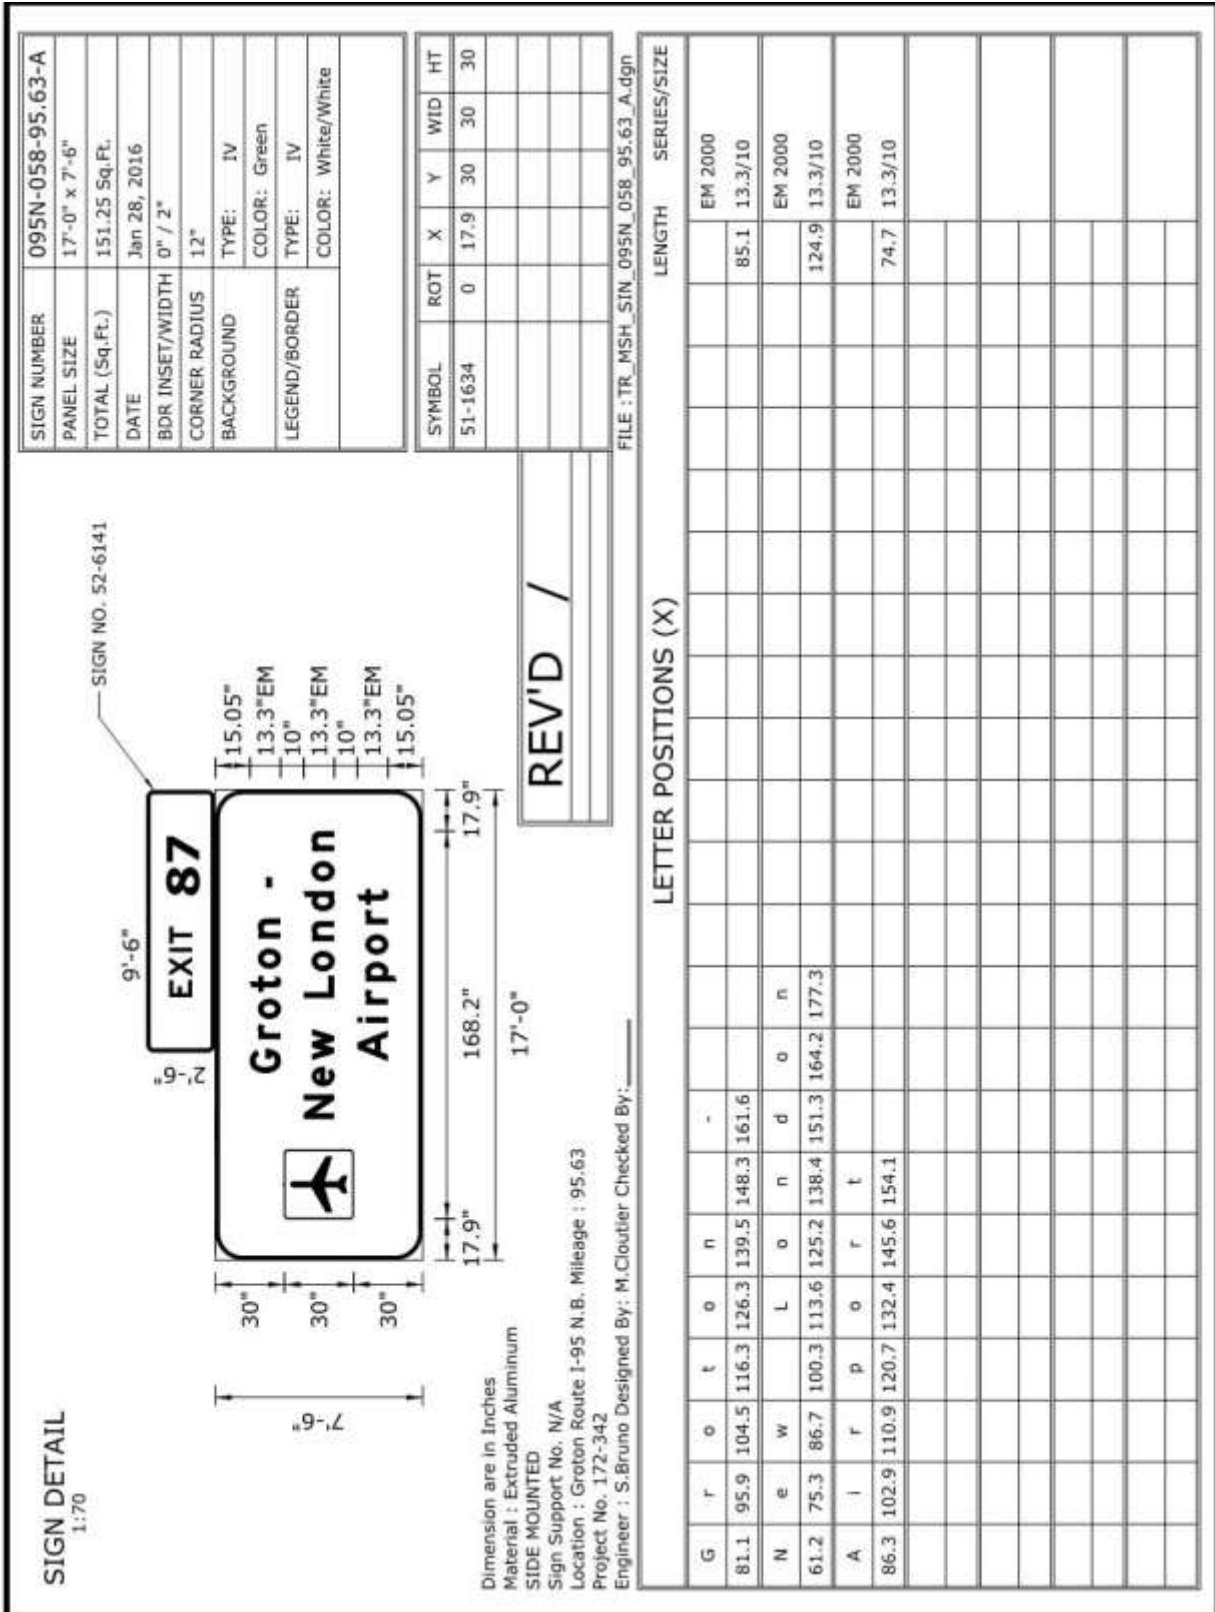 SIGN DETAIL
1:70
SIGN NO. 52-6141
9'-6"
2'-6"
EXIT 87
Groton -
New London
Airport
30"
30"
30"
7'-6"
15.05"
13.3"EM
10"
13.3"EM
10"
13.3"EM
15.05"
17.9" 168.2" 17.9"
17'-0"
SIGN NUMBER 095N-058-95.63-A
PANEL SIZE 17'-0" x 7'-6"
TOTAL (Sq.Ft.) 151.25 Sq.Ft.
DATE Jan 28, 2016
BDR INSET/WIDTH 0" / 2"
CORNER RADIUS 12"
BACKGROUND TYPE: IV
COLOR: Green
LEGEND/BORDER TYPE: IV
COLOR: White/White
SYMBOL ROT X Y WID HT
51-1634 0 17.9 30 30 30
REV'D /
Dimension are in Inches
Material : Extruded Aluminum
SIDE MOUNTED
Sign Support No. N/A
Location : Groton Route I-95 N.B. Mileage : 95.63
Project No. 172-342
Engineer : S.Bruno Designed By: M.Cloutier Checked By:
FILE : TR_MSH_SIN_095N_058_95.63_A.dgn
LETTER POSITIONS (X) LENGTH SERIES/SIZE
G r o t o n - EM 2000
81.1 95.9 104.5 116.3 126.3 139.5 148.3 161.6 85.1 13.3/10
N e w L o n d o n EM 2000
61.2 75.3 86.7 100.3 113.6 125.2 138.4 151.3 164.2 177.3 124.9 13.3/10
A i r p o r t EM 2000
86.3 102.9 110.9 120.7 132.4 145.6 154.1 74.7 13.3/10